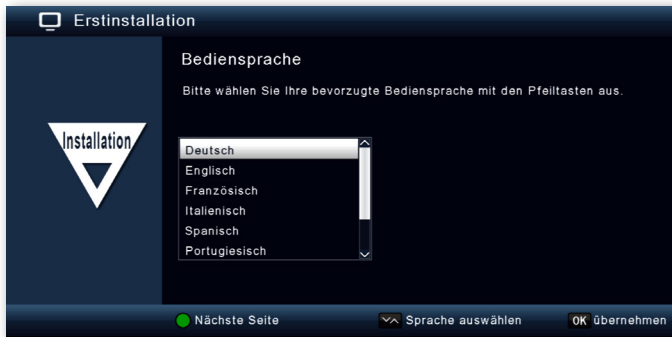 Erstinstallation
Bediensprache
Bitte wählen Sie Ihre bevorzugte Bediensprache mit den Pfeiltasten aus.
Installation
Deutsch
Englisch
Französisch
Italienisch
Spanisch
Portugiesisch
Nächste Seite
Sprache auswählen
OK übernehmen